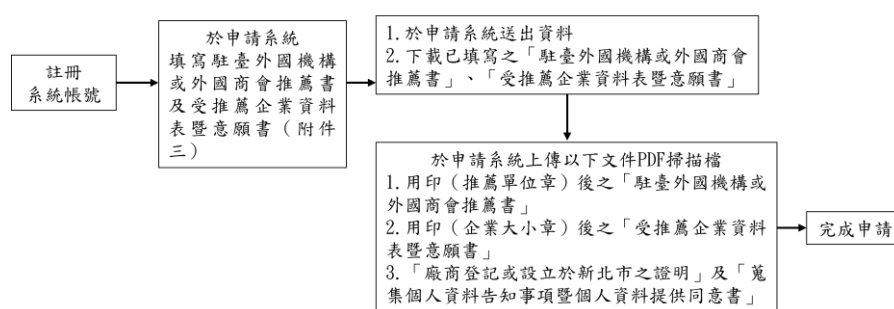 註冊
系統帳號
於申請系統
填寫駐臺外國機構
或外國商會推薦書
及受推薦企業資料
表暨意願書（附件
三）
1.於申請系統送出資料
2.下載已填寫之「駐臺外國機構或外國商會
推薦書」、「受推薦企業資料表暨意願書」
於申請系統上傳以下文件PDF掃描檔
1.用印（推薦單位章）後之「駐臺外國機構或
外國商會推薦書」
2.用印（企業大小章）後之「受推薦企業資料
表暨意願書」
3.「廠商登記或設立於新北市之證明」及「蒐
集個人資料告知事項暨個人資料提供同意書」
完成申請